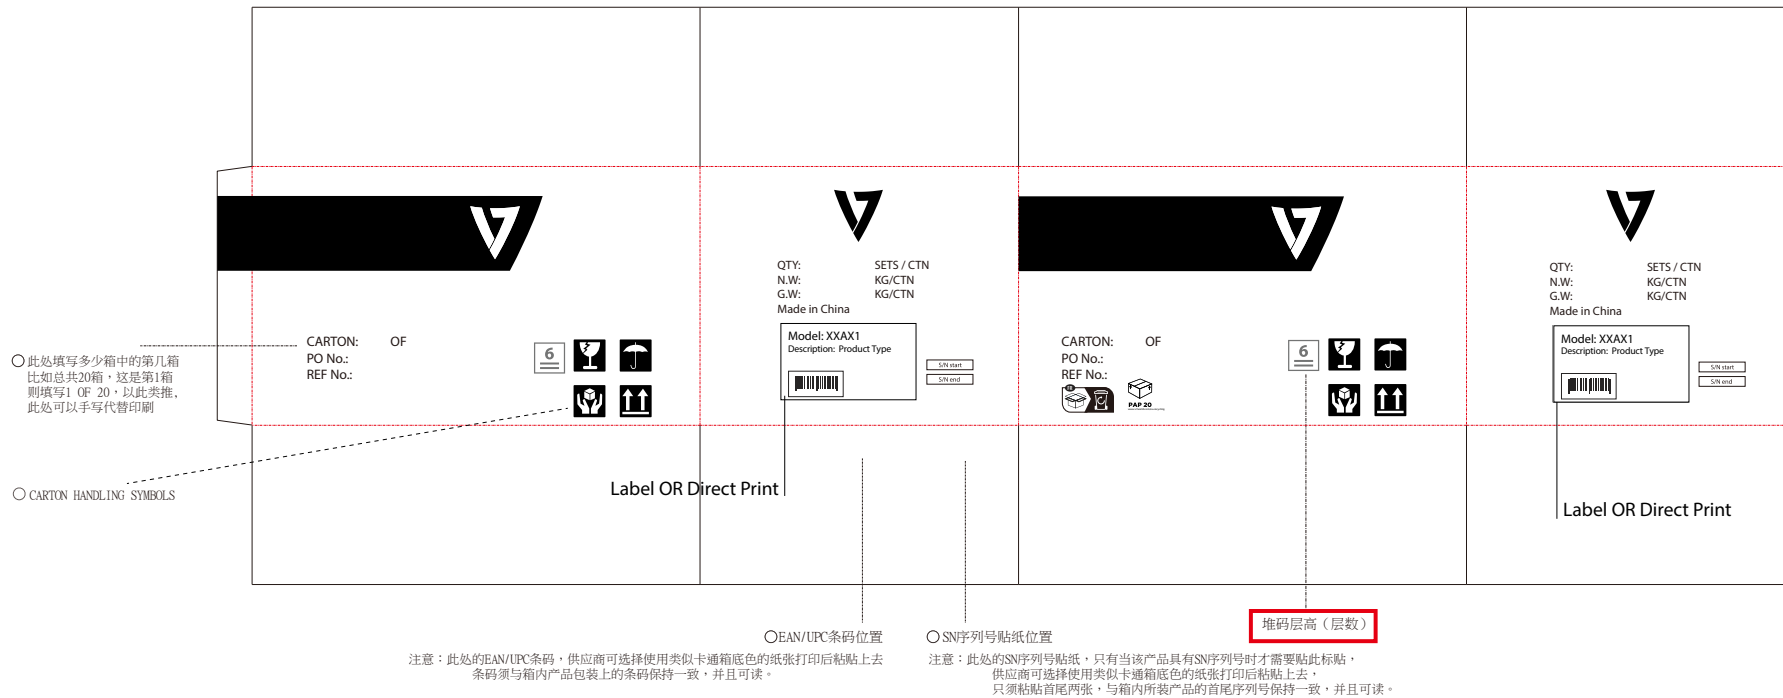 QTY:
SETS / CTN
N.W:
KG/CTN
G.W:
KG/CTN
Made in China
Model: XXAX1
Description: Product Type
S/N start
S/N end
QTY:
SETS / CTN
N.W:
KG/CTN
G.W:
KG/CTN
Made in China
Model: XXAX1
Description: Product Type
S/N start
S/N end
CARTON: OF
PO No.:
REF No.:
6
CARTON: OF
PO No.:
REF No.:
6
PAP 20
○此处填写多少箱中的第几箱
比如总共20箱，这是第1箱
则填写1 OF 20，以此类推，
此处可以手写代替印刷
○ CARTON HANDLING SYMBOLS
Label OR Direct Print
Label OR Direct Print
○EAN/UPC条码位置
注意：此处的EAN/UPC条码，供应商可选择使用类似卡通箱底色的纸张打印后粘贴上去
条码须与箱内产品包装上的条码保持一致，并且可读。
○ SN序列号贴纸位置
注意：此处的SN序列号贴纸，只有当该产品具有SN序列号时才需要贴此标贴，
供应商可选择使用类似卡通箱底色的纸张打印后粘贴上去，
只须粘贴首尾两张，与箱内所装产品的首尾序列号保持一致，并且可读。
堆码层高（层数）